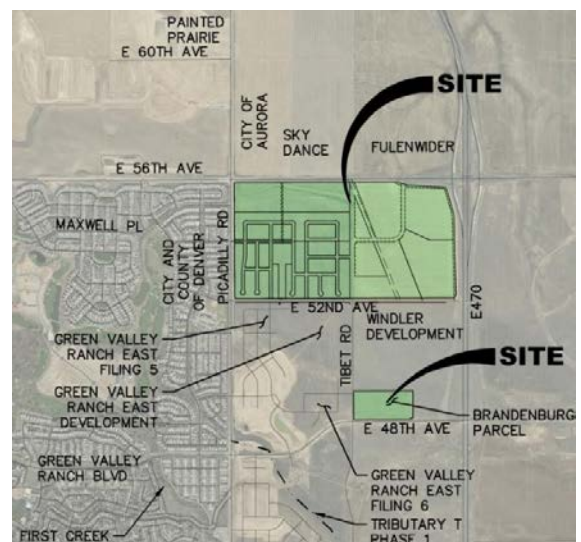 PAINTED
PRAIRIE
E 60TH AVE
SITE
CITY OF
AURORA
SKY
DANCE
FULENWIDER
E 56TH AVE
MAXWELL PL
CITY AND
COUNTY
OF DENVER
PICADILLY RD
E 52ND AVE
E470
WINDLER
DEVELOPMENT
TIBET RD
GREEN VALLEY
RANCH EAST
FILING 5
SITE
GREEN VALLEY
RANCH EAST
DEVELOPMENT
BRANDENBURG
PARCEL
E 48TH AVE
GREEN VALLEY
RANCH BLVD
GREEN VALLEY
RANCH EAST
FILING 6
FIRST CREEK
TRIBUTARY T
PHASE 1